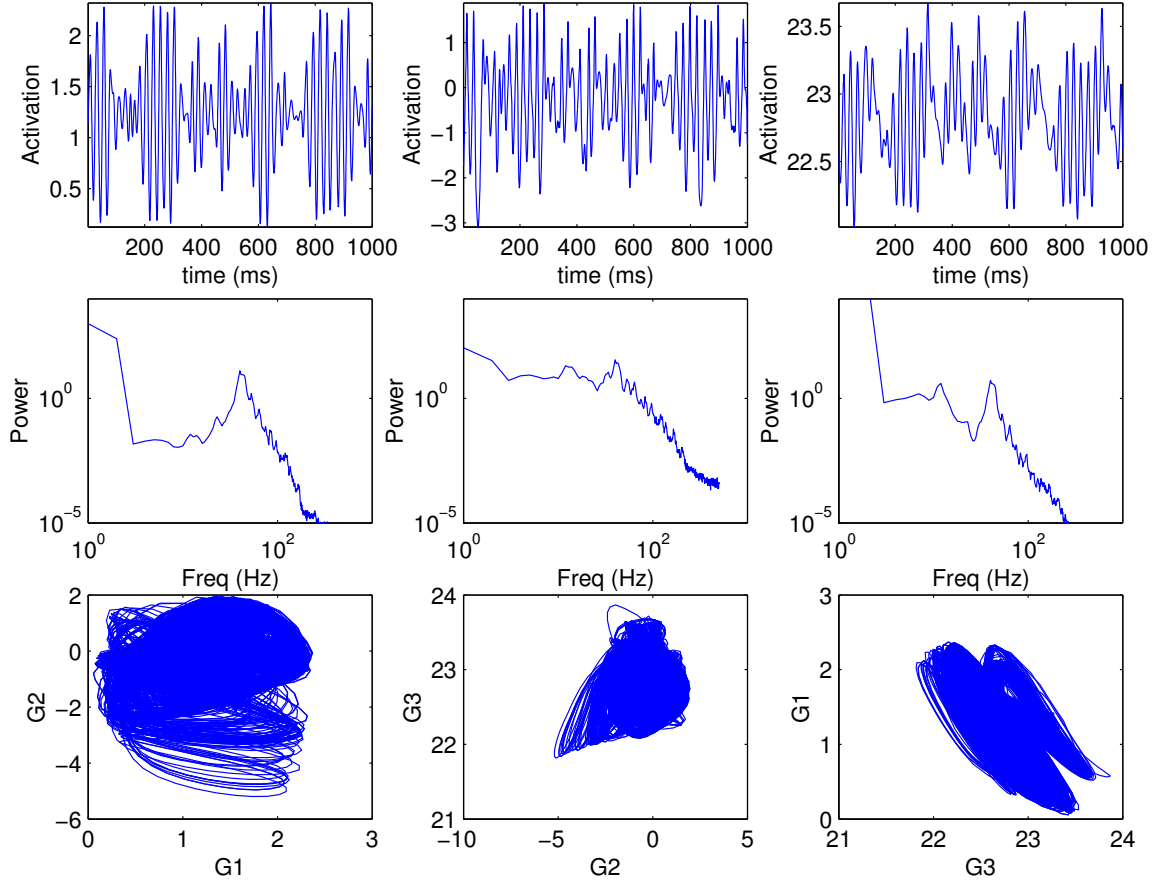 Activation
2
1.5
1
0.5
200 400 600 800 1000
time (ms)
Activation
1
0
−1
−2
−3
200 400 600 800 1000
time (ms)
Activation
23.5
23
22.5
200 400 600 800 1000
time (ms)
Power
10^0
10^−5
10^0 10^2
Freq (Hz)
Power
10^0
10^−5
10^0 10^2
Freq (Hz)
Power
10^0
10^−5
10^0 10^2
Freq (Hz)
G2
2
0
−2
−4
−6
0 1 2 3
G1
G3
24
23
22
21
−10 −5 0 5
G2
G1
3
2
1
0
21 22 23 24
G3